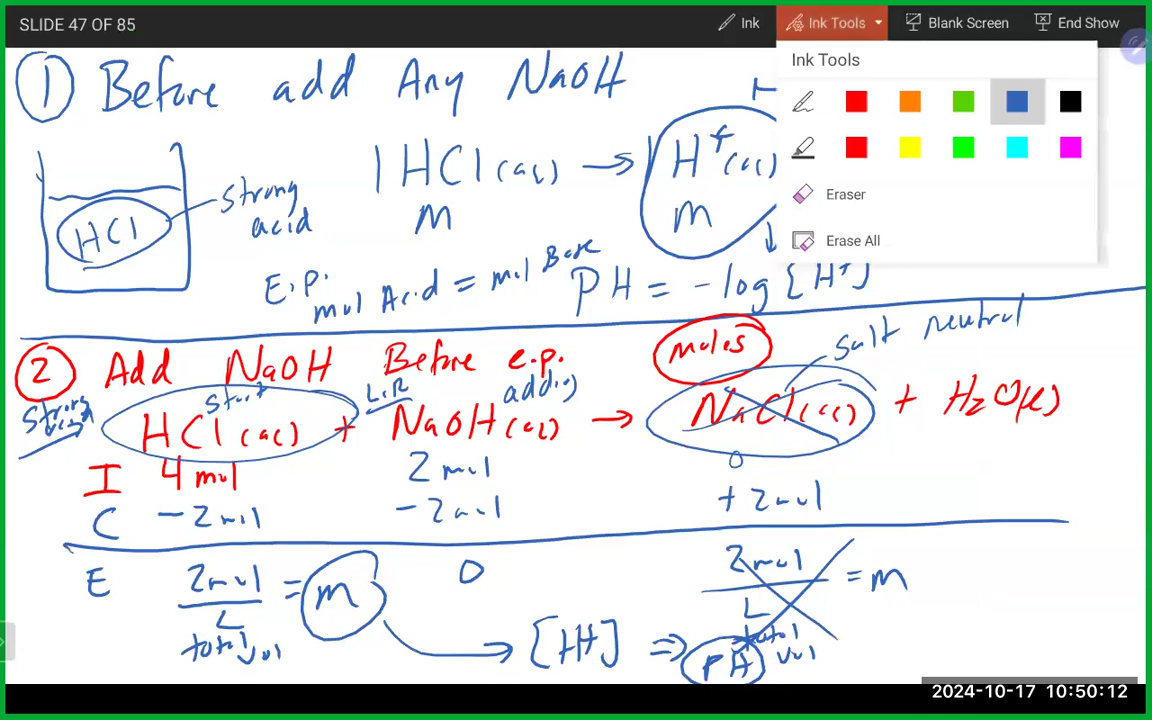 SLIDE 47 OF 85
Ink
Ink Tools
Blank Screen
End Show
Ink Tools
Eraser
Erase All
① Before add Any NaOH
1 HCl (aq) → H+ (aq)
HCl
strong
acid
M M
E.P.
mol Acid = mol Base
PH = -log [H+]
② Add NaOH Before e.p.
moles
salt neutral
start
L.R
adding
strong
HCl (aq) + NaOH (aq) → NaCl (aq) + H2O(l)
I 4 mol 2 mol 0
C -2 mol -2 mol +2 mol
E 2 mol = M 0 2 mol = M
L L
total vol total vol
[H+] ⇒ PH
2024-10-17 10:50:12